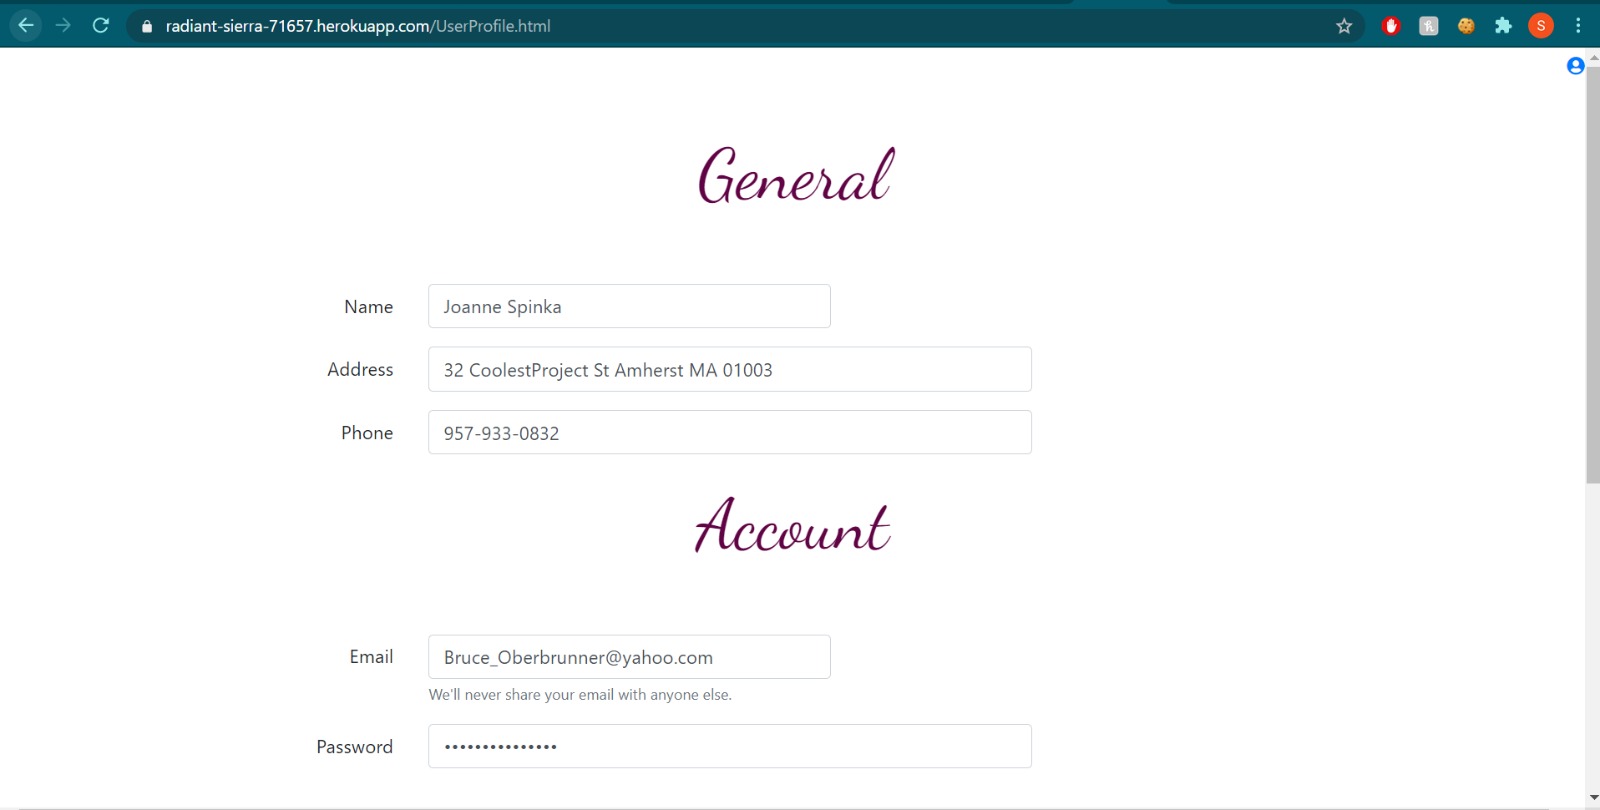 radiant-sierra-71657.herokuapp.com/UserProfile.html
S
General
Name
Joanne Spinka
Address
32 CoolestProject St Amherst MA 01003
Phone
957-933-0832
Account
Email
Bruce_Oberbrunner@yahoo.com
We'll never share your email with anyone else.
Password
•••••••••••••••